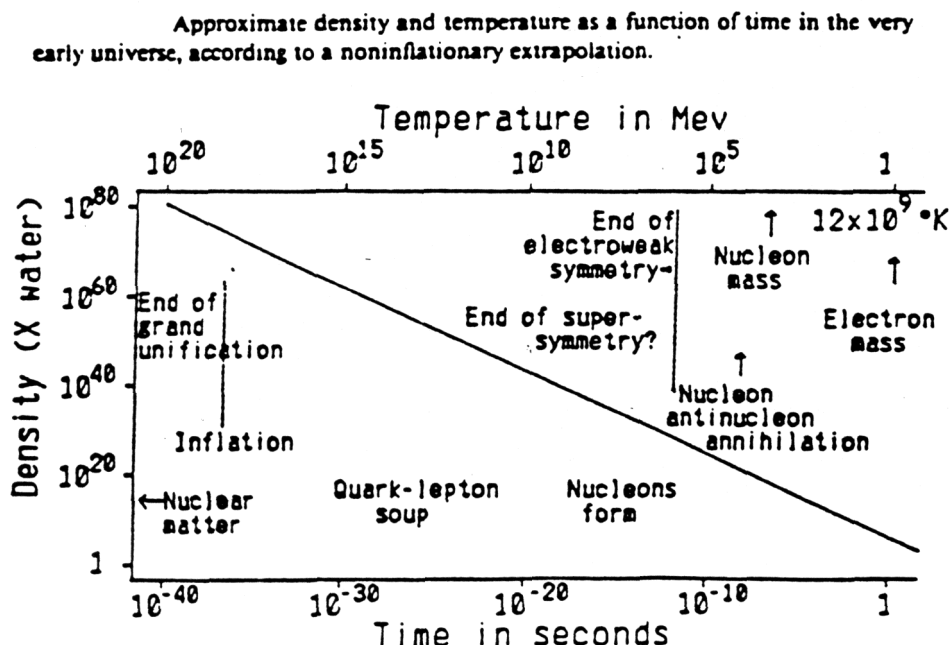 Approximate density and temperature as a function of time in the very
early universe, according to a noninflationary extrapolation.
Temperature in Mev
10^20 10^15 10^10 10^5 1
Density (X water)
10^80
10^60
10^40
10^20
1
12x10^9 °K
End of
electroweak
symmetry→
Nucleon
mass
Electron
mass
End of
grand
unification
End of super-
symmetry?
Inflation
Nucleon
antinucleon
annihilation
←Nuclear
matter
Quark-lepton
soup
Nucleons
form
10^-40 10^-30 10^-20 10^-10 1
Time in seconds